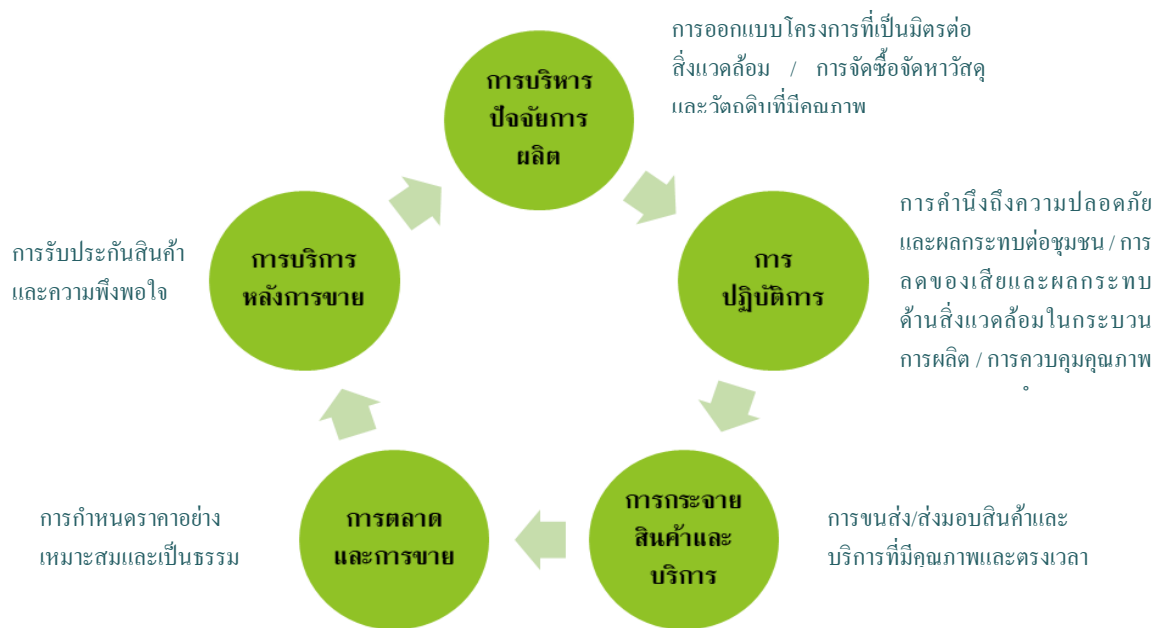 การออกแบบโครงการที่เป็นมิตรต่อ
สิ่งแวดล้อม / การจัดซื้อจัดหาวัสดุ
และวัตถุดิบที่มีคุณภาพ
การบริหาร
ปัจจัยการ
ผลิต
การคำนึงถึงความปลอดภัย
และผลกระทบต่อชุมชน / การ
ลดของเสียและผลกระทบ
ด้านสิ่งแวดล้อมในกระบวน
การผลิต / การควบคุมคุณภาพ
การ
ปฏิบัติการ
การรับประกันสินค้า
และความพึงพอใจ
การบริการ
หลังการขาย
การกำหนดราคาอย่าง
เหมาะสมและเป็นธรรม
การตลาด
และการขาย
การกระจาย
สินค้าและ
บริการ
การขนส่ง/ส่งมอบสินค้าและ
บริการที่มีคุณภาพและตรงเวลา